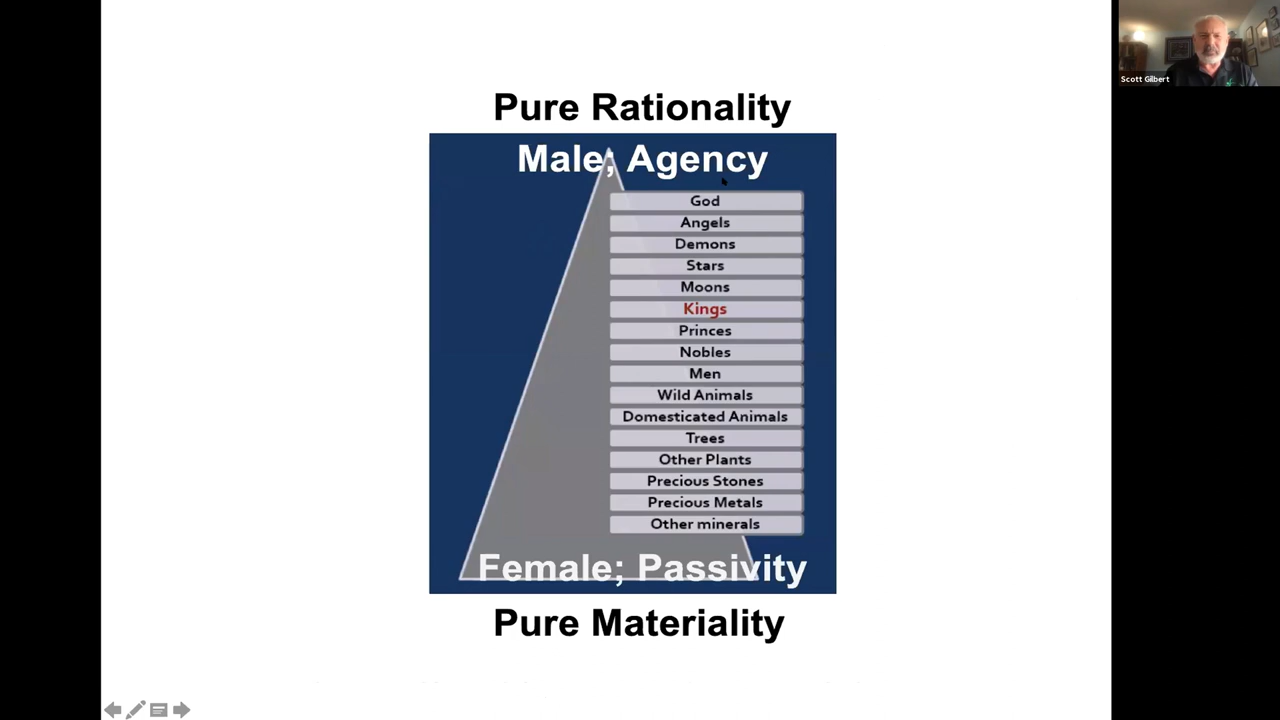 Pure Rationality
Male; Agency
God
Angels
Demons
Stars
Moons
Kings
Princes
Nobles
Men
Wild Animals
Domesticated Animals
Trees
Other Plants
Precious Stones
Precious Metals
Other minerals
Female; Passivity
Pure Materiality
Scott Gilbert